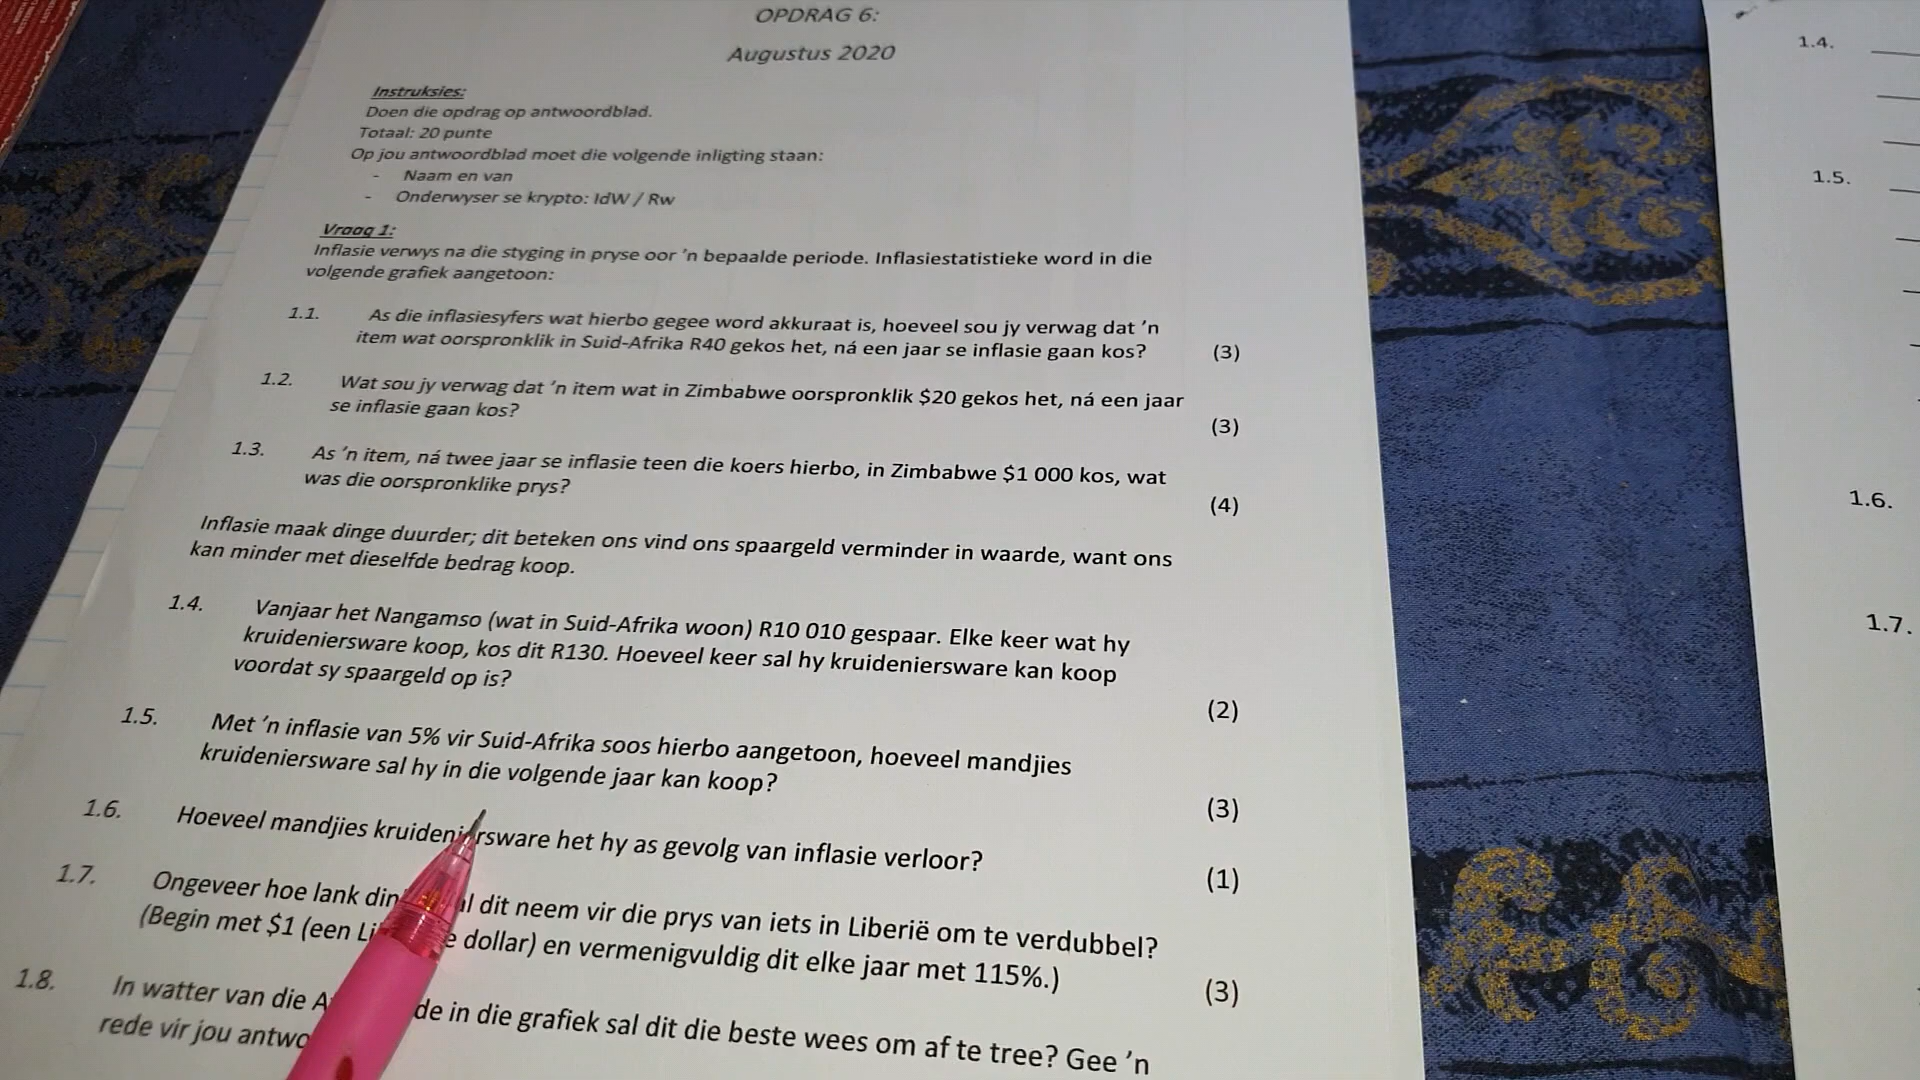 OPDRAG 6:
Augustus 2020
Instruksies:
Doen die opdrag op antwoordblad.
Totaal: 20 punte
Op jou antwoordblad moet die volgende inligting staan:
- Naam en van
- Onderwyser se krypto: IdW / Rw
Vraag 1:
Inflasie verwys na die styging in pryse oor 'n bepaalde periode. Inflasiestatistieke word in die
volgende grafiek aangetoon:
1.1. As die inflasiesyfers wat hierbo gegee word akkuraat is, hoeveel sou jy verwag dat 'n
item wat oorspronklik in Suid-Afrika R40 gekos het, ná een jaar se inflasie gaan kos? (3)
1.2. Wat sou jy verwag dat 'n item wat in Zimbabwe oorspronklik $20 gekos het, ná een jaar
se inflasie gaan kos? (3)
1.3. As 'n item, ná twee jaar se inflasie teen die koers hierbo, in Zimbabwe $1 000 kos, wat
was die oorspronklike prys? (4)
Inflasie maak dinge duurder; dit beteken ons vind ons spaargeld verminder in waarde, want ons
kan minder met dieselfde bedrag koop.
1.4. Vanjaar het Nangamso (wat in Suid-Afrika woon) R10 010 gespaar. Elke keer wat hy
kruideniersware koop, kos dit R130. Hoeveel keer sal hy kruideniersware kan koop
voordat sy spaargeld op is? (2)
1.5. Met 'n inflasie van 5% vir Suid-Afrika soos hierbo aangetoon, hoeveel mandjies
kruideniersware sal hy in die volgende jaar kan koop? (3)
1.6. Hoeveel mandjies kruideniersware het hy as gevolg van inflasie verloor? (1)
1.7. Ongeveer hoe lank dit neem vir die prys van iets in Liberië om te verdubbel?
(Begin met $1 (een dollar) en vermenigvuldig dit elke jaar met 115%.) (3)
1.8. In watter van die in die grafiek sal dit die beste wees om af te tree? Gee 'n
rede vir jou
1.4.
1.5.
1.6.
1.7.